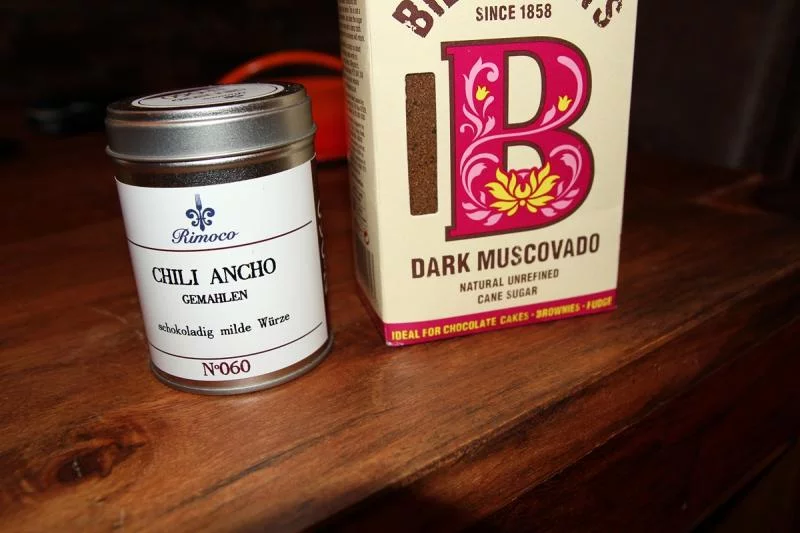 Rimoco
CHILI ANCHO
GEMAHLEN
schokoladig milde Würze
Nº060
SINCE 1858
B
DARK MUSCOVADO
NATURAL UNREFINED
CANE SUGAR
IDEAL FOR CHOCOLATE CAKES · BROWNIES · FUDGE